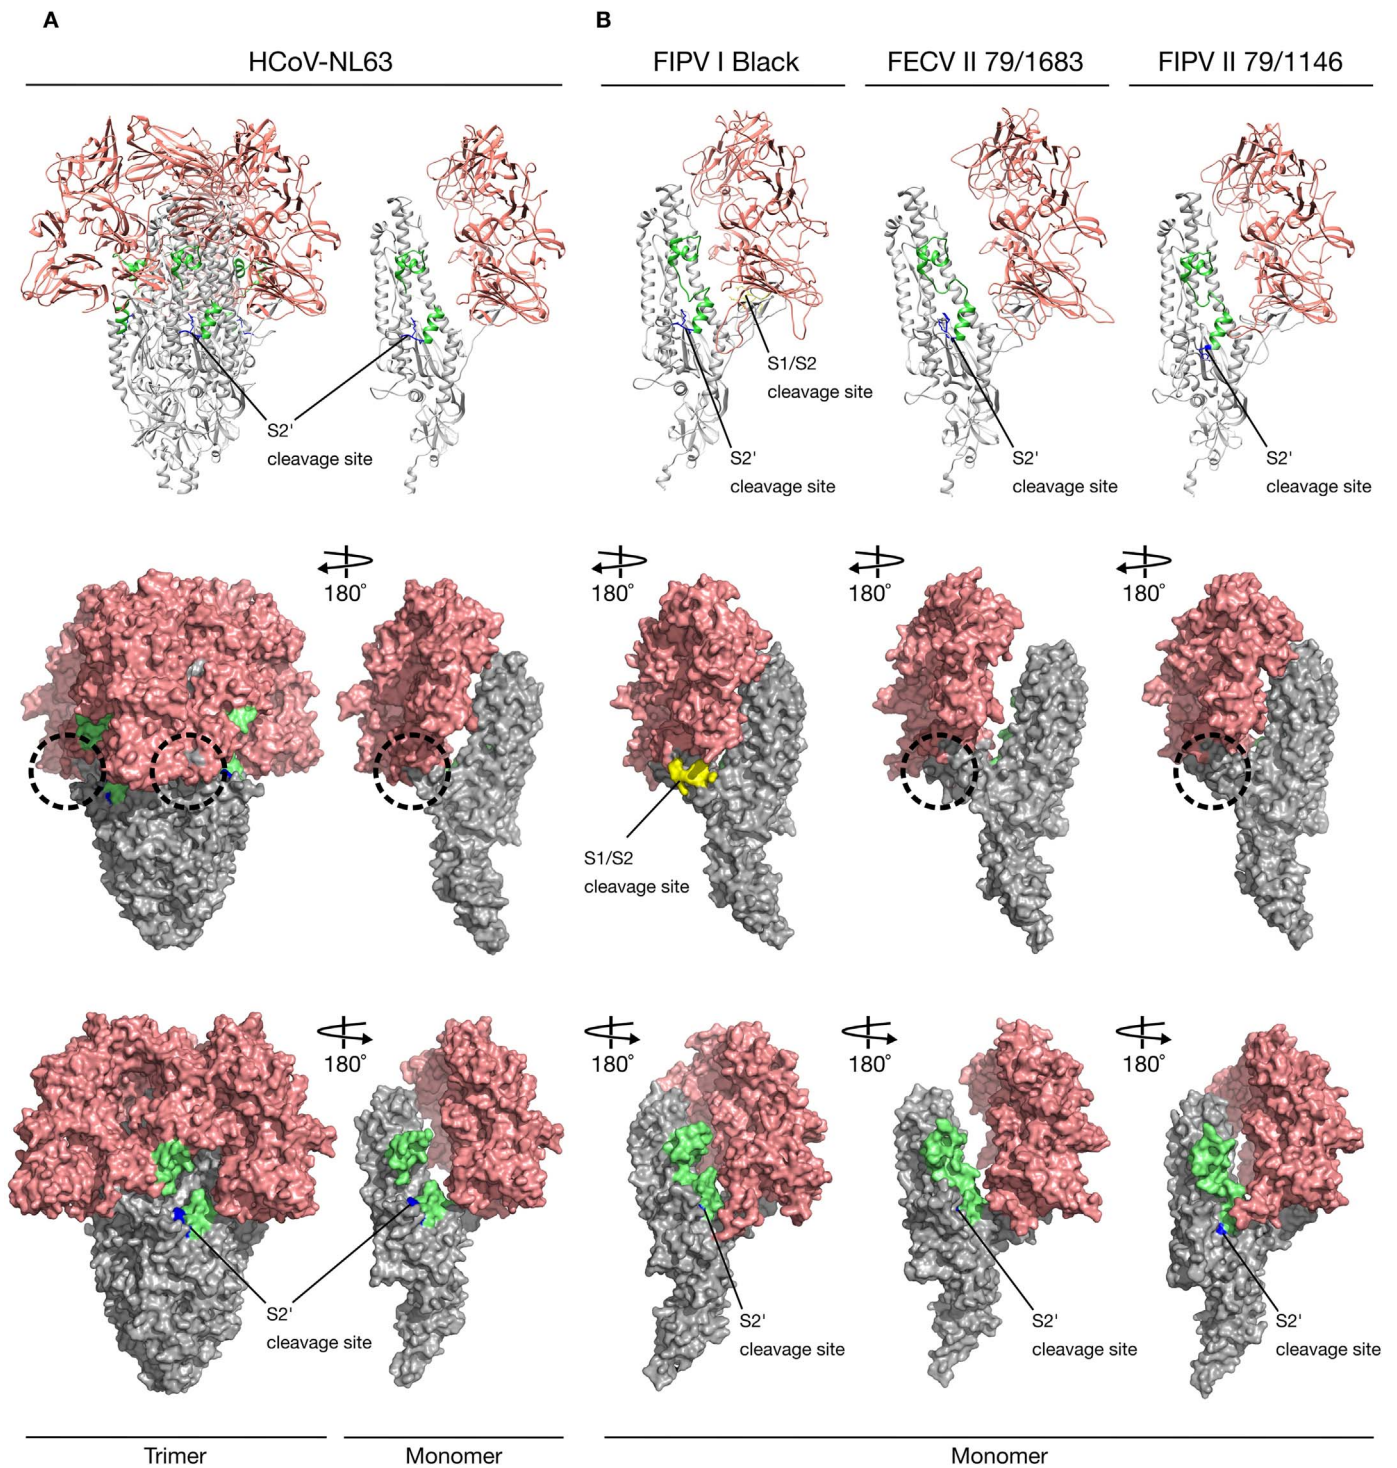 A
B
HCoV-NL63
FIPV I Black
FECV II 79/1683
FIPV II 79/1146
S1/S2
cleavage site
S2'
cleavage site
S2'
cleavage site
S2'
cleavage site
S2'
cleavage site
180°
180°
180°
180°
S1/S2
cleavage site
180°
180°
180°
180°
S2'
cleavage site
S2'
cleavage site
S2'
cleavage site
S2'
cleavage site
Trimer
Monomer
Monomer